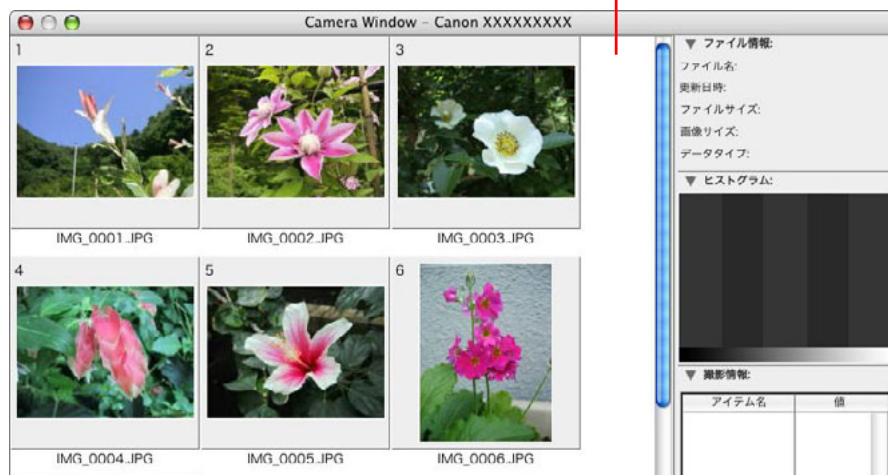 Camera Window - Canon XXXXXXXXX
1
2
3
IMG_0001.JPG
IMG_0002.JPG
IMG_0003.JPG
4
5
6
IMG_0004.JPG
IMG_0005.JPG
IMG_0006.JPG
▼ ファイル情報:
ファイル名:
更新日時:
ファイルサイズ:
画像サイズ:
データタイプ:
▼ ヒストグラム:
▼ 撮影情報:
アイテム名 値